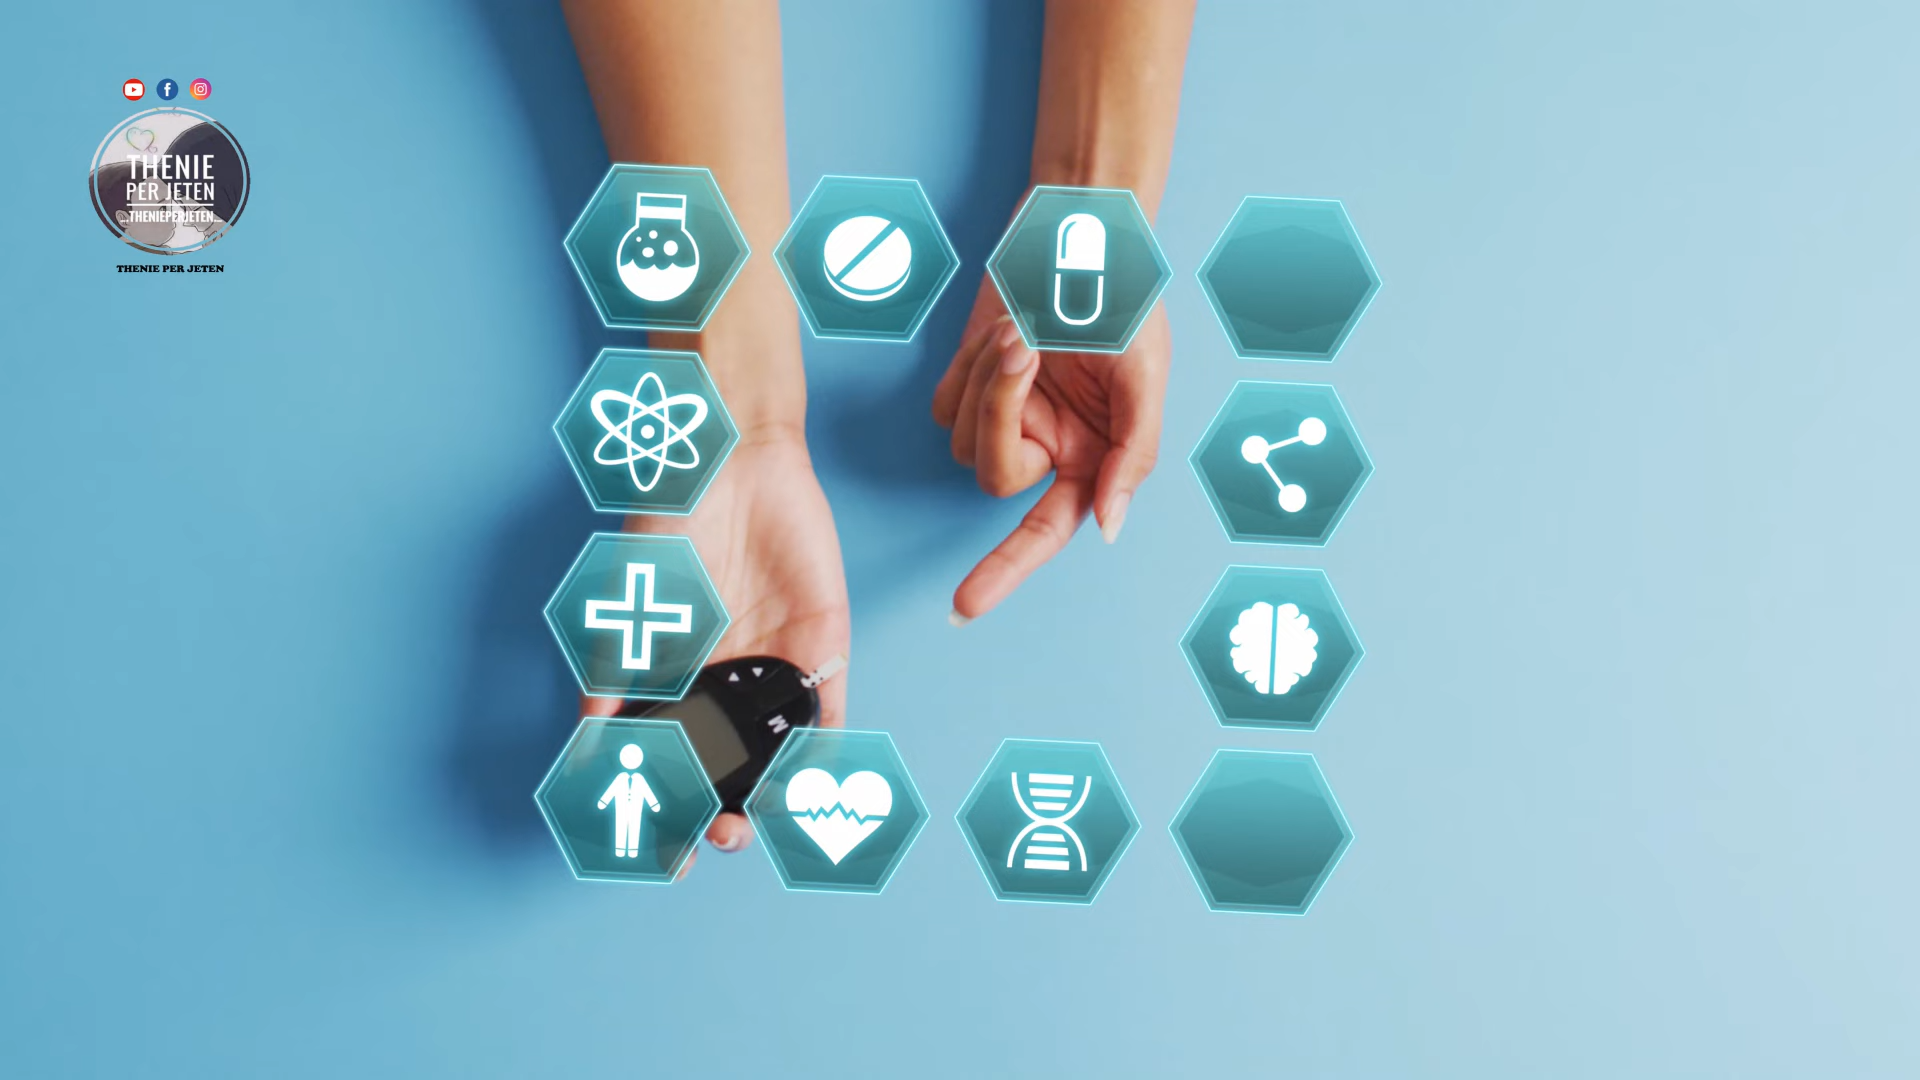 THENIE
PER JETEN
...THENIEPERJETEN...
THENIE PER JETEN
M